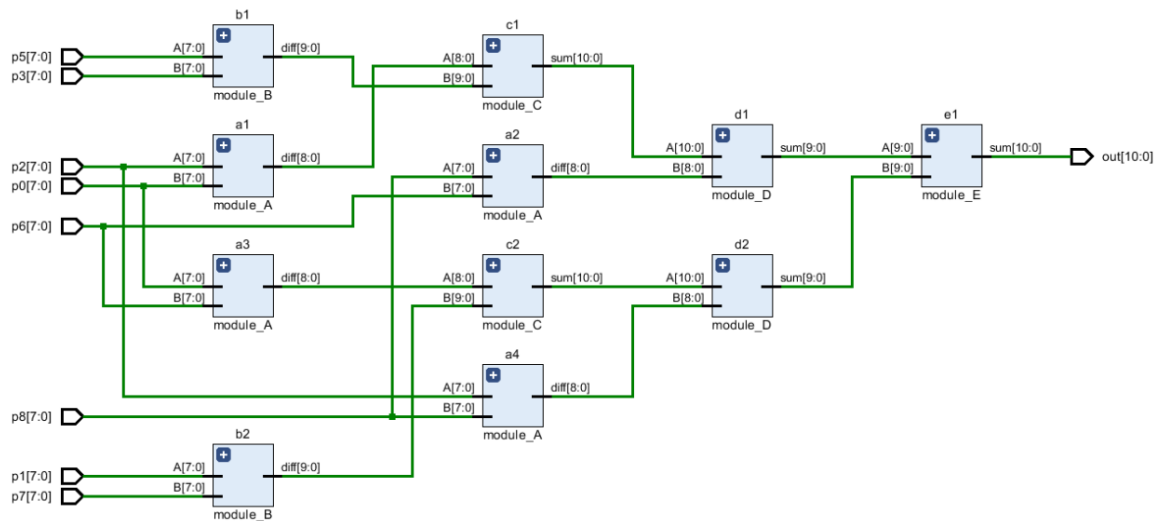 b1
p5[7:0]
A[7:0]
diff[9:0]
p3[7:0]
B[7:0]
module_B
c1
A[8:0]
sum[10:0]
B[9:0]
module_C
a1
p2[7:0]
A[7:0]
diff[8:0]
p0[7:0]
B[7:0]
module_A
a2
A[7:0]
diff[8:0]
B[7:0]
module_A
d1
A[10:0]
sum[9:0]
B[8:0]
module_D
e1
A[9:0]
sum[10:0]
B[9:0]
module_E
out[10:0]
p6[7:0]
a3
A[7:0]
diff[8:0]
B[7:0]
module_A
c2
A[8:0]
sum[10:0]
B[9:0]
module_C
d2
A[10:0]
sum[9:0]
B[8:0]
module_D
a4
A[7:0]
diff[8:0]
p8[7:0]
B[7:0]
module_A
b2
p1[7:0]
A[7:0]
diff[9:0]
p7[7:0]
B[7:0]
module_B